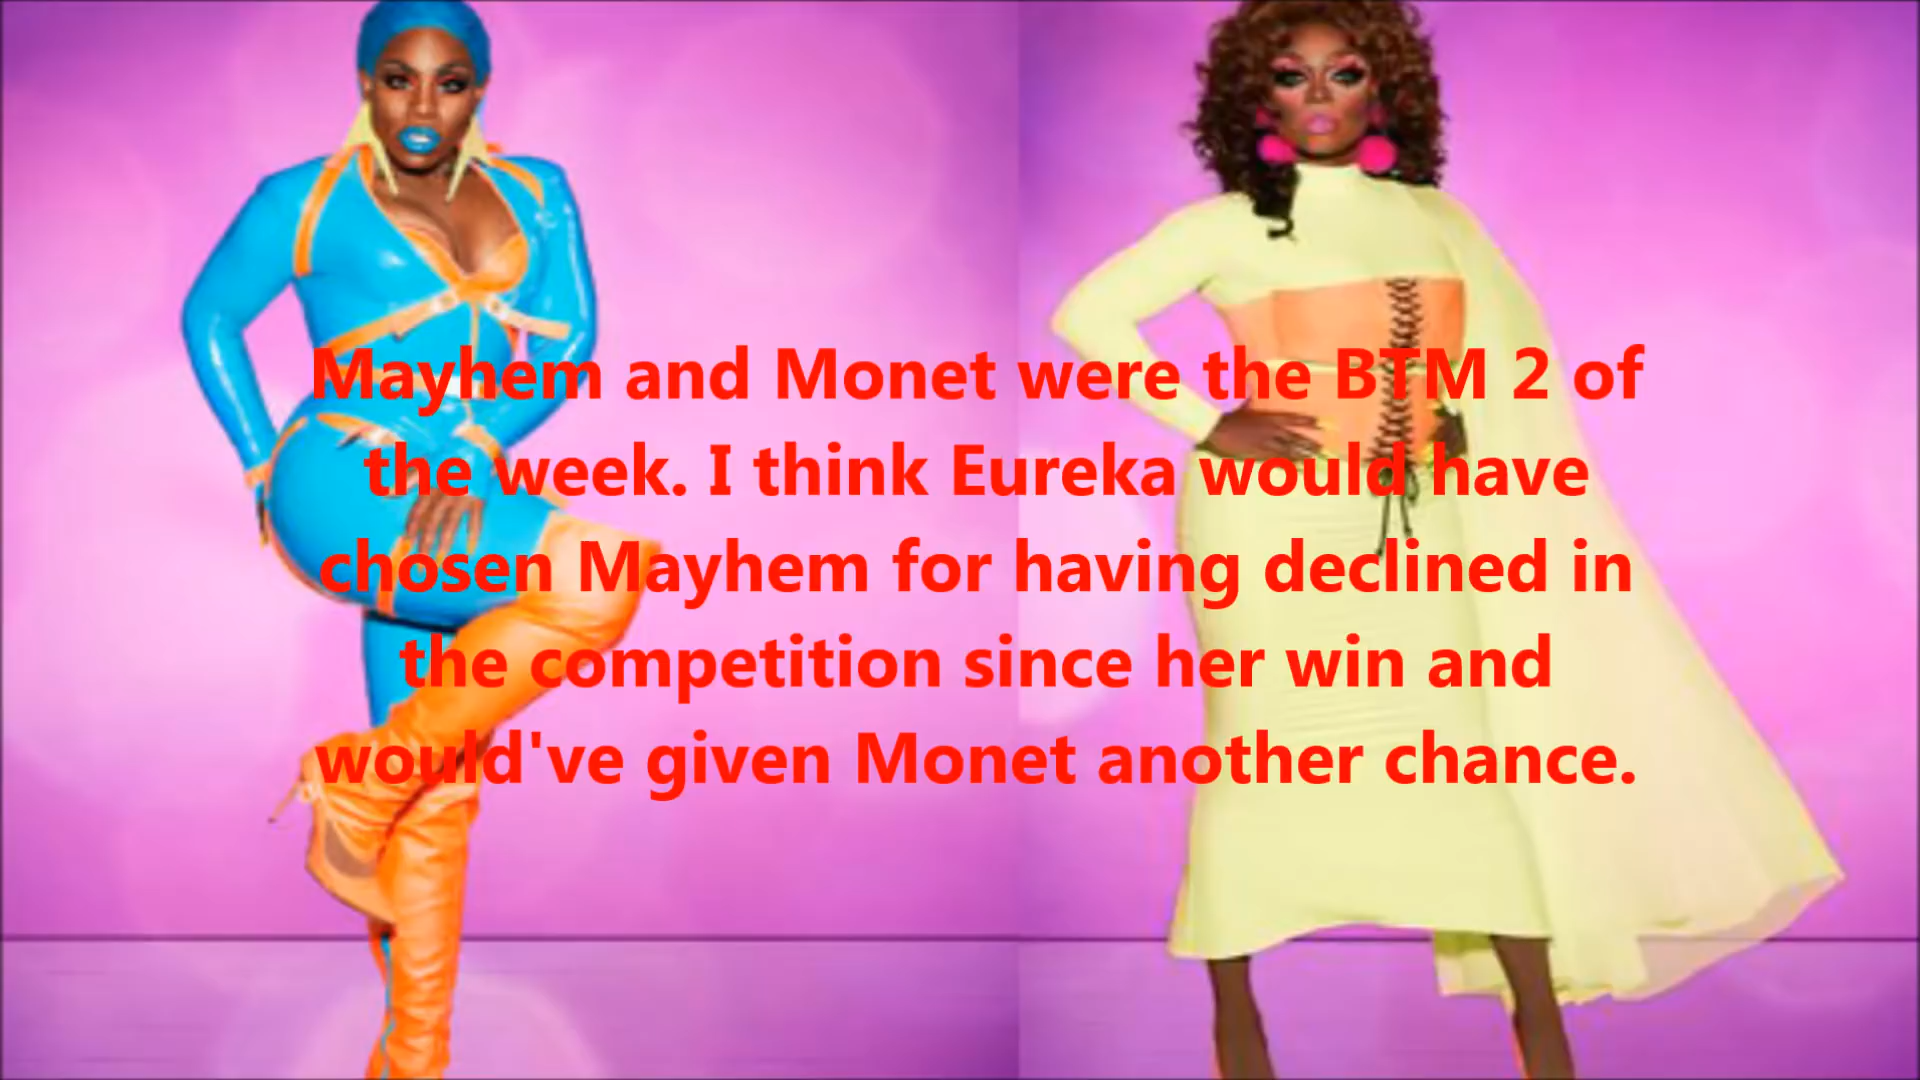 Mayhem and Monet were the BTM 2 of
the week. I think Eureka would have
chosen Mayhem for having declined in
the competition since her win and
would've given Monet another chance.